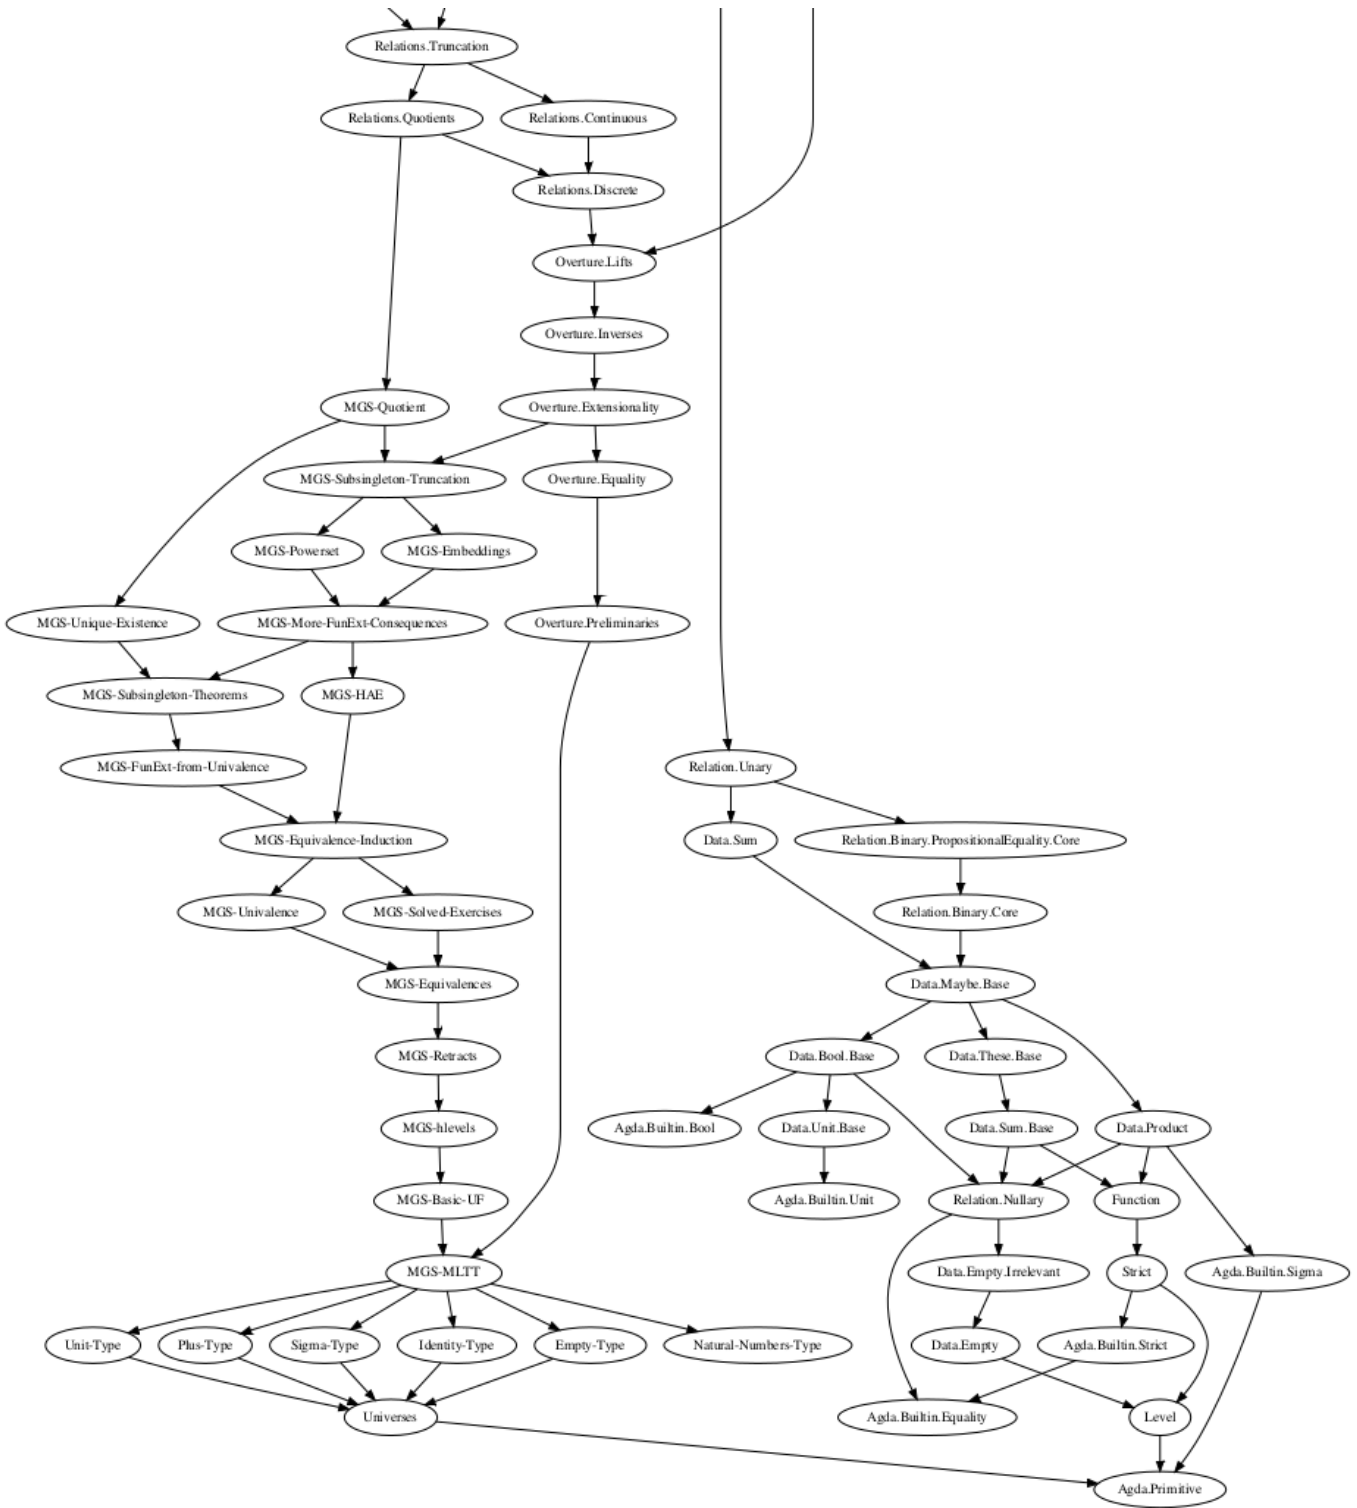 Relations.Truncation
Relations.Quotients
Relations.Continuous
Relations.Discrete
Overture.Lifts
Overture.Inverses
MGS-Quotient
Overture.Extensionality
MGS-Subsingleton-Truncation
Overture.Equality
MGS-Powerset
MGS-Embeddings
MGS-Unique-Existence
MGS-More-FunExt-Consequences
Overture.Preliminaries
MGS-Subsingleton-Theorems
MGS-HAE
MGS-FunExt-from-Univalence
Relation.Unary
MGS-Equivalence-Induction
Data.Sum
Relation.Binary.PropositionalEquality.Core
MGS-Univalence
MGS-Solved-Exercises
Relation.Binary.Core
MGS-Equivalences
Data.Maybe.Base
MGS-Retracts
Data.Bool.Base
Data.These.Base
MGS-hlevels
Agda.Builtin.Bool
Data.Unit.Base
Data.Sum.Base
Data.Product
MGS-Basic-UF
Agda.Builtin.Unit
Relation.Nullary
Function
MGS-MLTT
Data.Empty.Irrelevant
Strict
Agda.Builtin.Sigma
Unit-Type
Plus-Type
Sigma-Type
Identity-Type
Empty-Type
Natural-Numbers-Type
Data.Empty
Agda.Builtin.Strict
Universes
Agda.Builtin.Equality
Level
Agda.Primitive